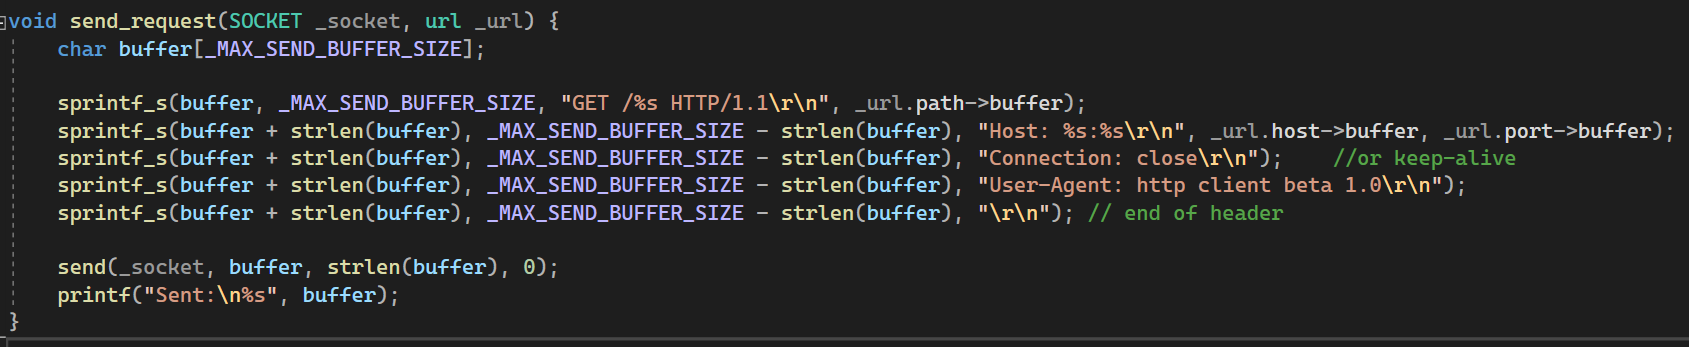 void send_request(SOCKET _socket, url _url) {
    char buffer[_MAX_SEND_BUFFER_SIZE];

    sprintf_s(buffer, _MAX_SEND_BUFFER_SIZE, "GET /%s HTTP/1.1\r\n", _url.path->buffer);
    sprintf_s(buffer + strlen(buffer), _MAX_SEND_BUFFER_SIZE - strlen(buffer), "Host: %s:%s\r\n", _url.host->buffer, _url.port->buffer);
    sprintf_s(buffer + strlen(buffer), _MAX_SEND_BUFFER_SIZE - strlen(buffer), "Connection: close\r\n");    //or keep-alive
    sprintf_s(buffer + strlen(buffer), _MAX_SEND_BUFFER_SIZE - strlen(buffer), "User-Agent: http client beta 1.0\r\n");
    sprintf_s(buffer + strlen(buffer), _MAX_SEND_BUFFER_SIZE - strlen(buffer), "\r\n"); // end of header

    send(_socket, buffer, strlen(buffer), 0);
    printf("Sent:\n%s", buffer);
}